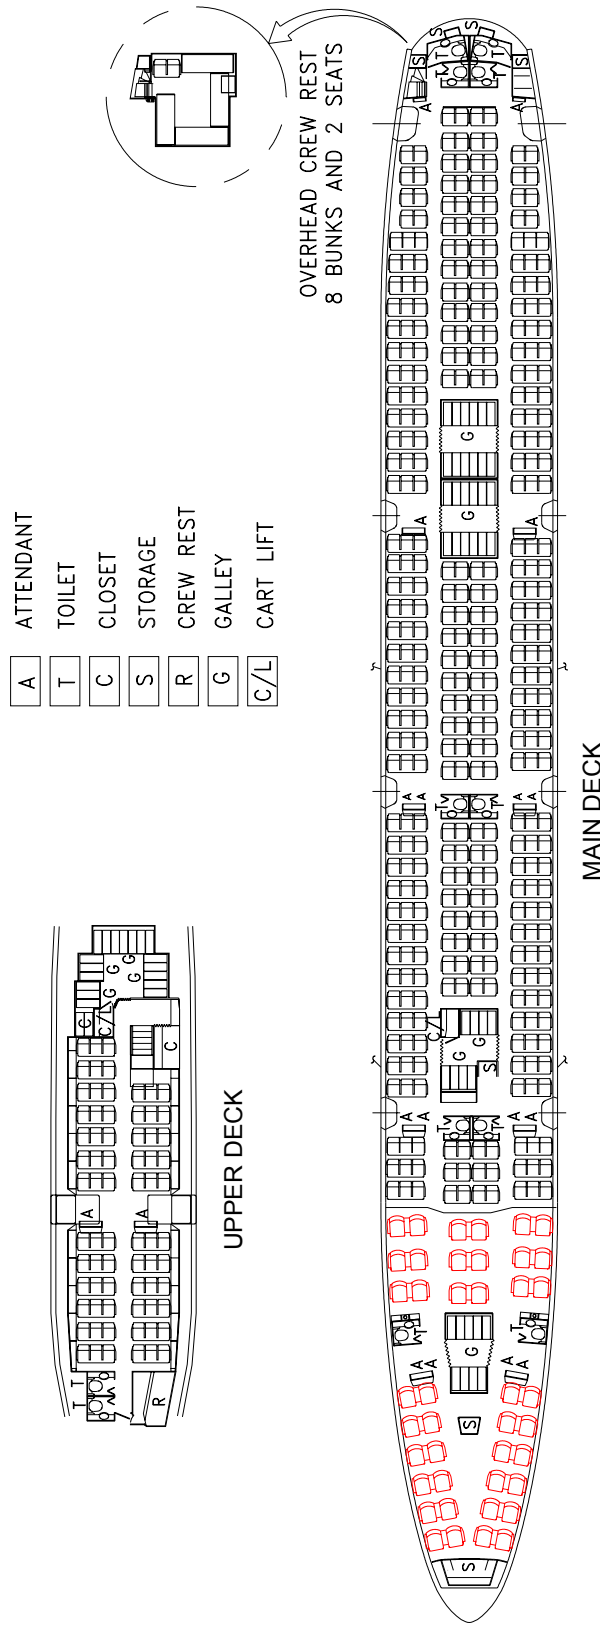 OVERHEAD CREW REST
8 BUNKS AND 2 SEATS
A ATTENDANT
T TOILET
C CLOSET
S STORAGE
R CREW REST
G GALLEY
C/L CART LIFT
UPPER DECK
T
T
R
A
A
C
C/L
G
G
G
G
C
MAIN DECK
S
S
A
A
A
A
T
T
G
A
A
A
A
T
T
C/L
G
G
S
A
A
A
A
T
T
A
A
G
G
A
A
S
S
S
S
T
T
T
T